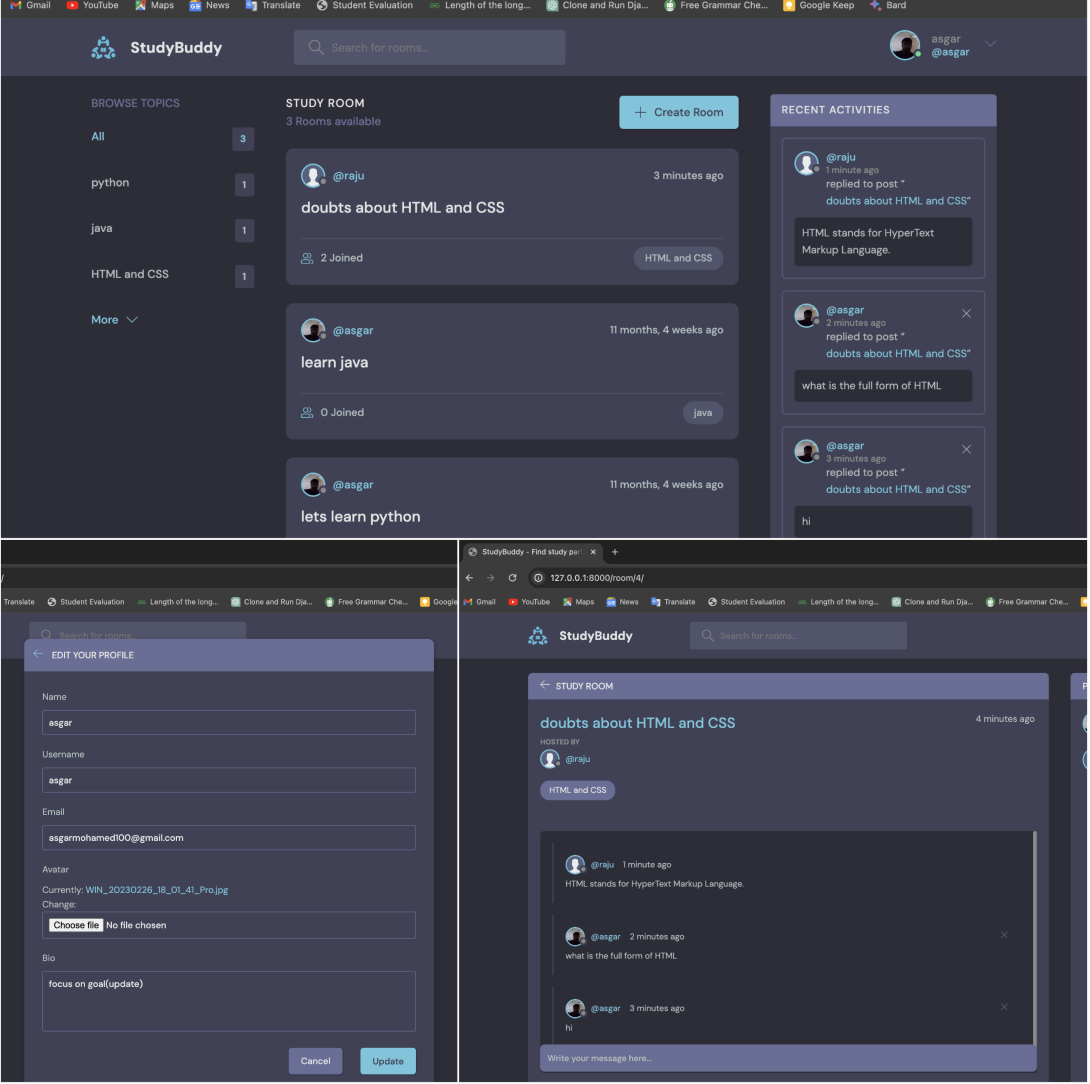 Gmail YouTube Maps News Translate Student Evaluation Length of the long... Clone and Run Dja... Free Grammar Che... Google Keep Bard
StudyBuddy
Search for rooms...
asgar
@asgar
BROWSE TOPICS
All 3
python 1
java 1
HTML and CSS 1
More
STUDY ROOM
3 Rooms available
+ Create Room
@raju 3 minutes ago
doubts about HTML and CSS
2 Joined HTML and CSS
@asgar 11 months, 4 weeks ago
learn java
0 Joined java
@asgar 11 months, 4 weeks ago
lets learn python
RECENT ACTIVITIES
@raju
1 minute ago
replied to post “
doubts about HTML and CSS”
HTML stands for HyperText
Markup Language.
@asgar
2 minutes ago
replied to post “
doubts about HTML and CSS”
what is the full form of HTML
@asgar
3 minutes ago
replied to post “
doubts about HTML and CSS”
hi
/
Translate Student Evaluation Length of the long... Clone and Run Dja... Free Grammar Che... Google
Search for rooms...
← EDIT YOUR PROFILE
Name
asgar
Username
asgar
Email
asgarmohamed100@gmail.com
Avatar
Currently: WIN_20230226_18_01_41_Pro.jpg
Change:
Choose file No file chosen
Bio
focus on goal(update)
Cancel Update
StudyBuddy - Find study par × +
127.0.0.1:8000/room/4/
Gmail YouTube Maps News Translate Student Evaluation Length of the long... Clone and Run Dja... Free Grammar Che...
StudyBuddy
Search for rooms...
← STUDY ROOM
doubts about HTML and CSS 4 minutes ago
HOSTED BY
@raju
HTML and CSS
@raju 1 minute ago
HTML stands for HyperText Markup Language.
@asgar 2 minutes ago
what is the full form of HTML
@asgar 3 minutes ago
hi
Write your message here...
P